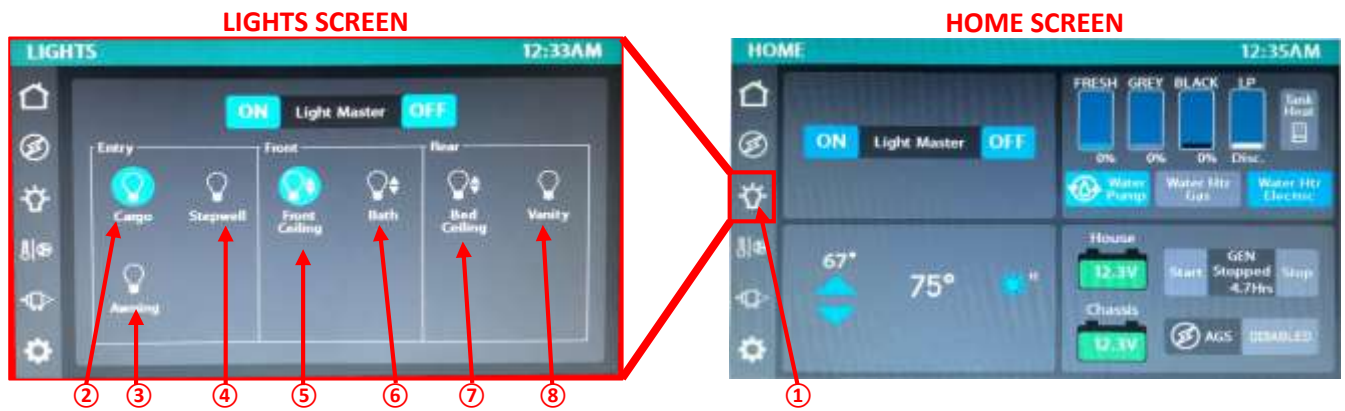 LIGHTS SCREEN
HOME SCREEN
LIGHTS
12:33AM
ON Light Master OFF
Entry
Front
Rear
Cargo
Stepwell
Front
Ceiling
Bath
Bed
Ceiling
Vanity
Awning
② ③ ④ ⑤ ⑥ ⑦ ⑧
HOME
12:35AM
ON Light Master OFF
FRESH GREY BLACK LP
Tank
Heat
0% 0% 0% Disc.
Water
Pump
Water Htr
Gas
Water Htr
Electric
67°
75°
House
12.3V
Start
GEN
Stopped
4.7Hrs
Stop
Chassis
12.3V
AGS
DISABLED
①